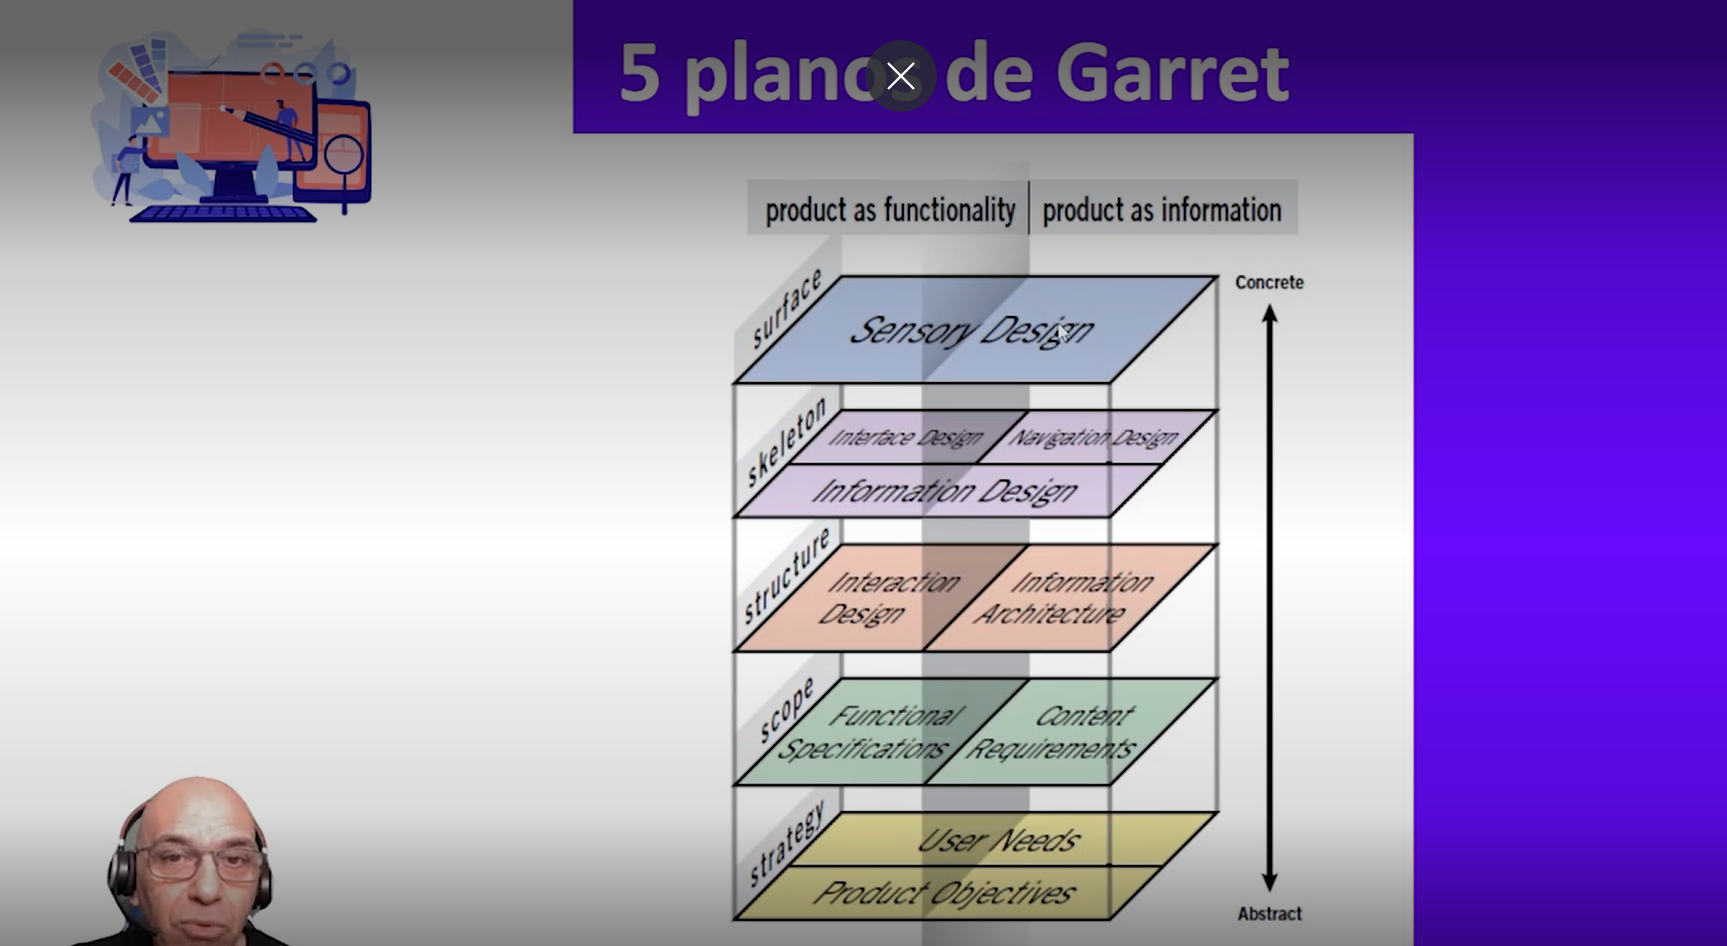 5 planos de Garret
product as functionality
product as information
Concrete
surface
Sensory Design
skeleton
Interface Design
Navigation Design
Information Design
structure
Interaction
Design
Information
Architecture
scope
Functional
Specifications
Content
Requirements
strategy
User Needs
Product Objectives
Abstract